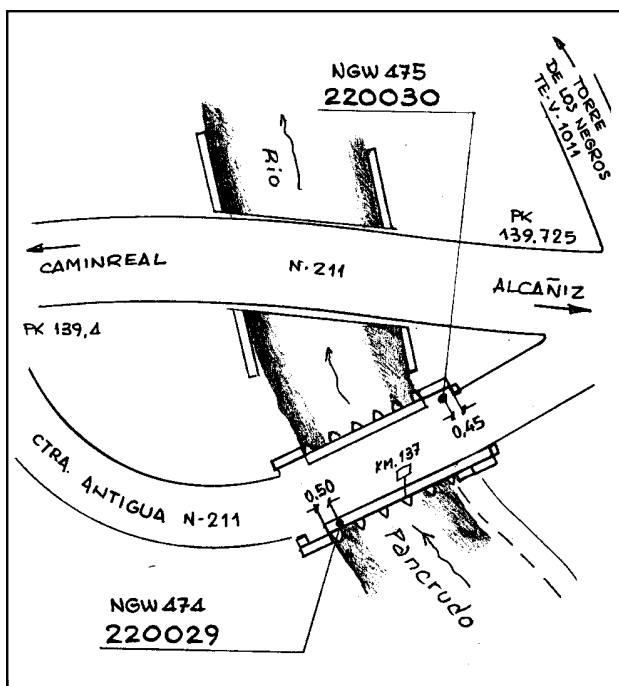 NGW 475
220030
TORRE
DE LOS NEGROS
TE-V-1011
Rio
PK
139.725
CAMINREAL
N-211
ALCAÑIZ
PK 139,4
0,45
KM. 137
CTRA. ANTIGUA N-211
0.50
Pancrudo
NGW 474
220029